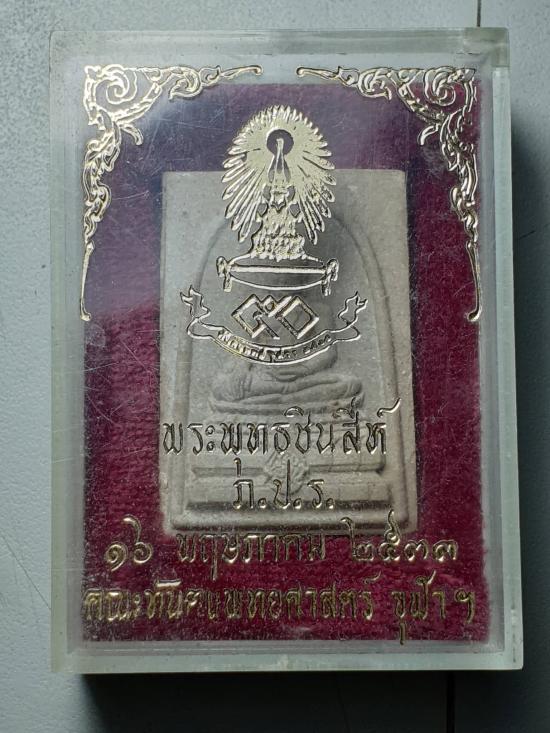 ๕๐
พระพุทธชินสีห์
ภ.ป.ร.
๑๖ พฤษภาคม ๒๕๓๓
คณะทันตแพทยศาสตร์ จุฬาฯ